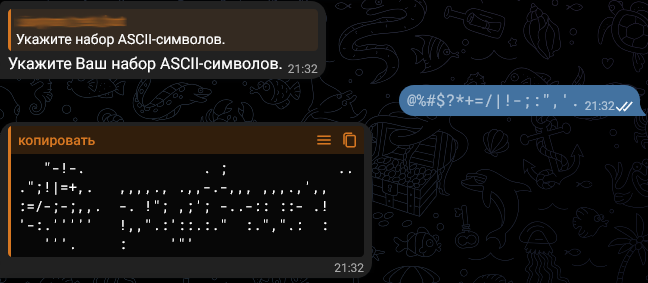 Укажите набор ASCII-символов.
Укажите Ваш набор ASCII-символов. 21:32
@%#$?*+=/|!-;:",'. 21:32
копировать
   "-!-.               . ;              ..
.";!|=+,.   ,,,,., .,,-.-,,, ,,,.,',,
:=/-;-;,,.  -. !"; ,;'; -..-:: ::- .!
'-:.'''''   !,,".:'::.:."  :.",".:  :
   '''.     :     '"'
21:32